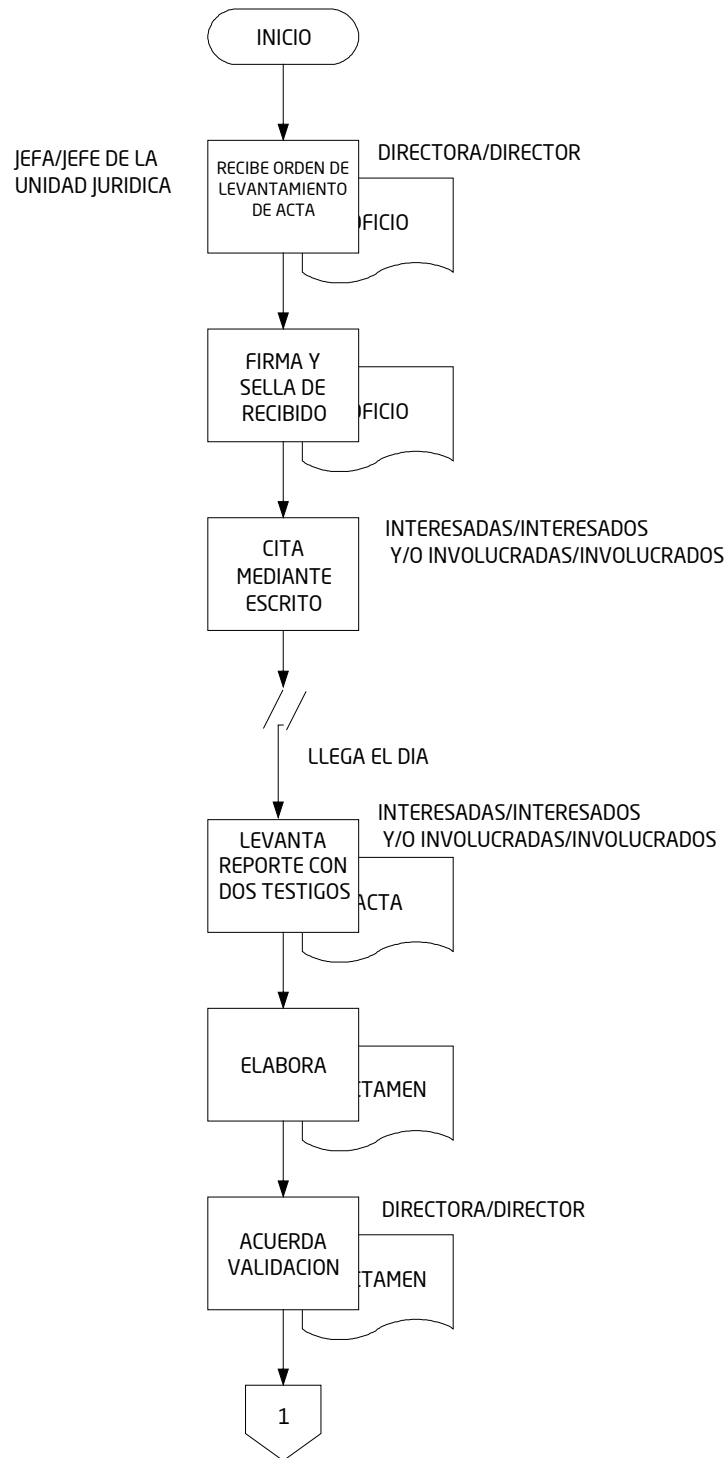 INICIO
JEFA/JEFE DE LA
UNIDAD JURIDICA
RECIBE ORDEN DE
LEVANTAMIENTO
DE ACTA
DIRECTORA/DIRECTOR
OFICIO
FIRMA Y
SELLA DE
RECIBIDO
OFICIO
CITA
MEDIANTE
ESCRITO
INTERESADAS/INTERESADOS
Y/O INVOLUCRADAS/INVOLUCRADOS
LLEGA EL DIA
LEVANTA
REPORTE CON
DOS TESTIGOS
INTERESADAS/INTERESADOS
Y/O INVOLUCRADAS/INVOLUCRADOS
ACTA
ELABORA
CTAMEN
ACUERDA
VALIDACION
DIRECTORA/DIRECTOR
CTAMEN
1